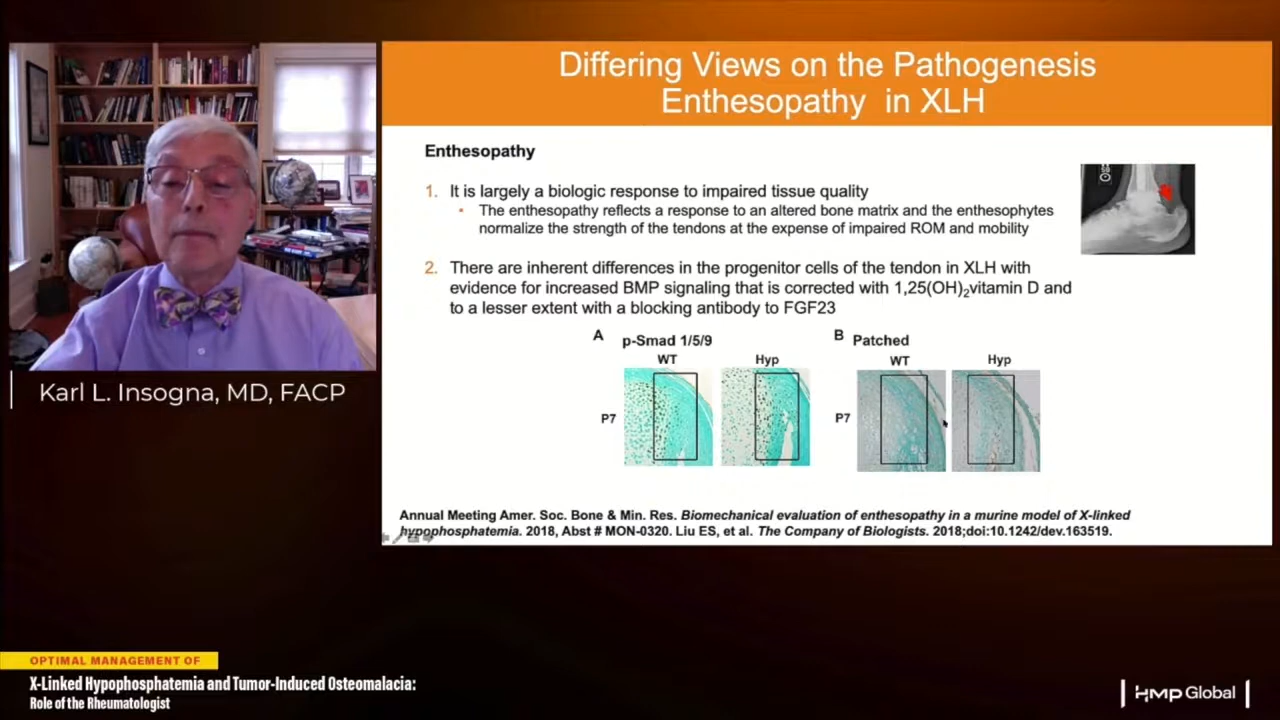 Differing Views on the Pathogenesis
Enthesopathy in XLH
Enthesopathy
1. It is largely a biologic response to impaired tissue quality
• The enthesopathy reflects a response to an altered bone matrix and the enthesophytes
normalize the strength of the tendons at the expense of impaired ROM and mobility
2. There are inherent differences in the progenitor cells of the tendon in XLH with
evidence for increased BMP signaling that is corrected with 1,25(OH)₂vitamin D and
to a lesser extent with a blocking antibody to FGF23
A p-Smad 1/5/9
WT Hyp
P7
B Patched
WT Hyp
P7
Annual Meeting Amer. Soc. Bone & Min. Res. Biomechanical evaluation of enthesopathy in a murine model of X-linked
hypophosphatemia. 2018, Abst # MON-0320. Liu ES, et al. The Company of Biologists. 2018;doi:10.1242/dev.163519.
Karl L. Insogna, MD, FACP
OPTIMAL MANAGEMENT OF
X-Linked Hypophosphatemia and Tumor-Induced Osteomalacia:
Role of the Rheumatologist
HMP Global